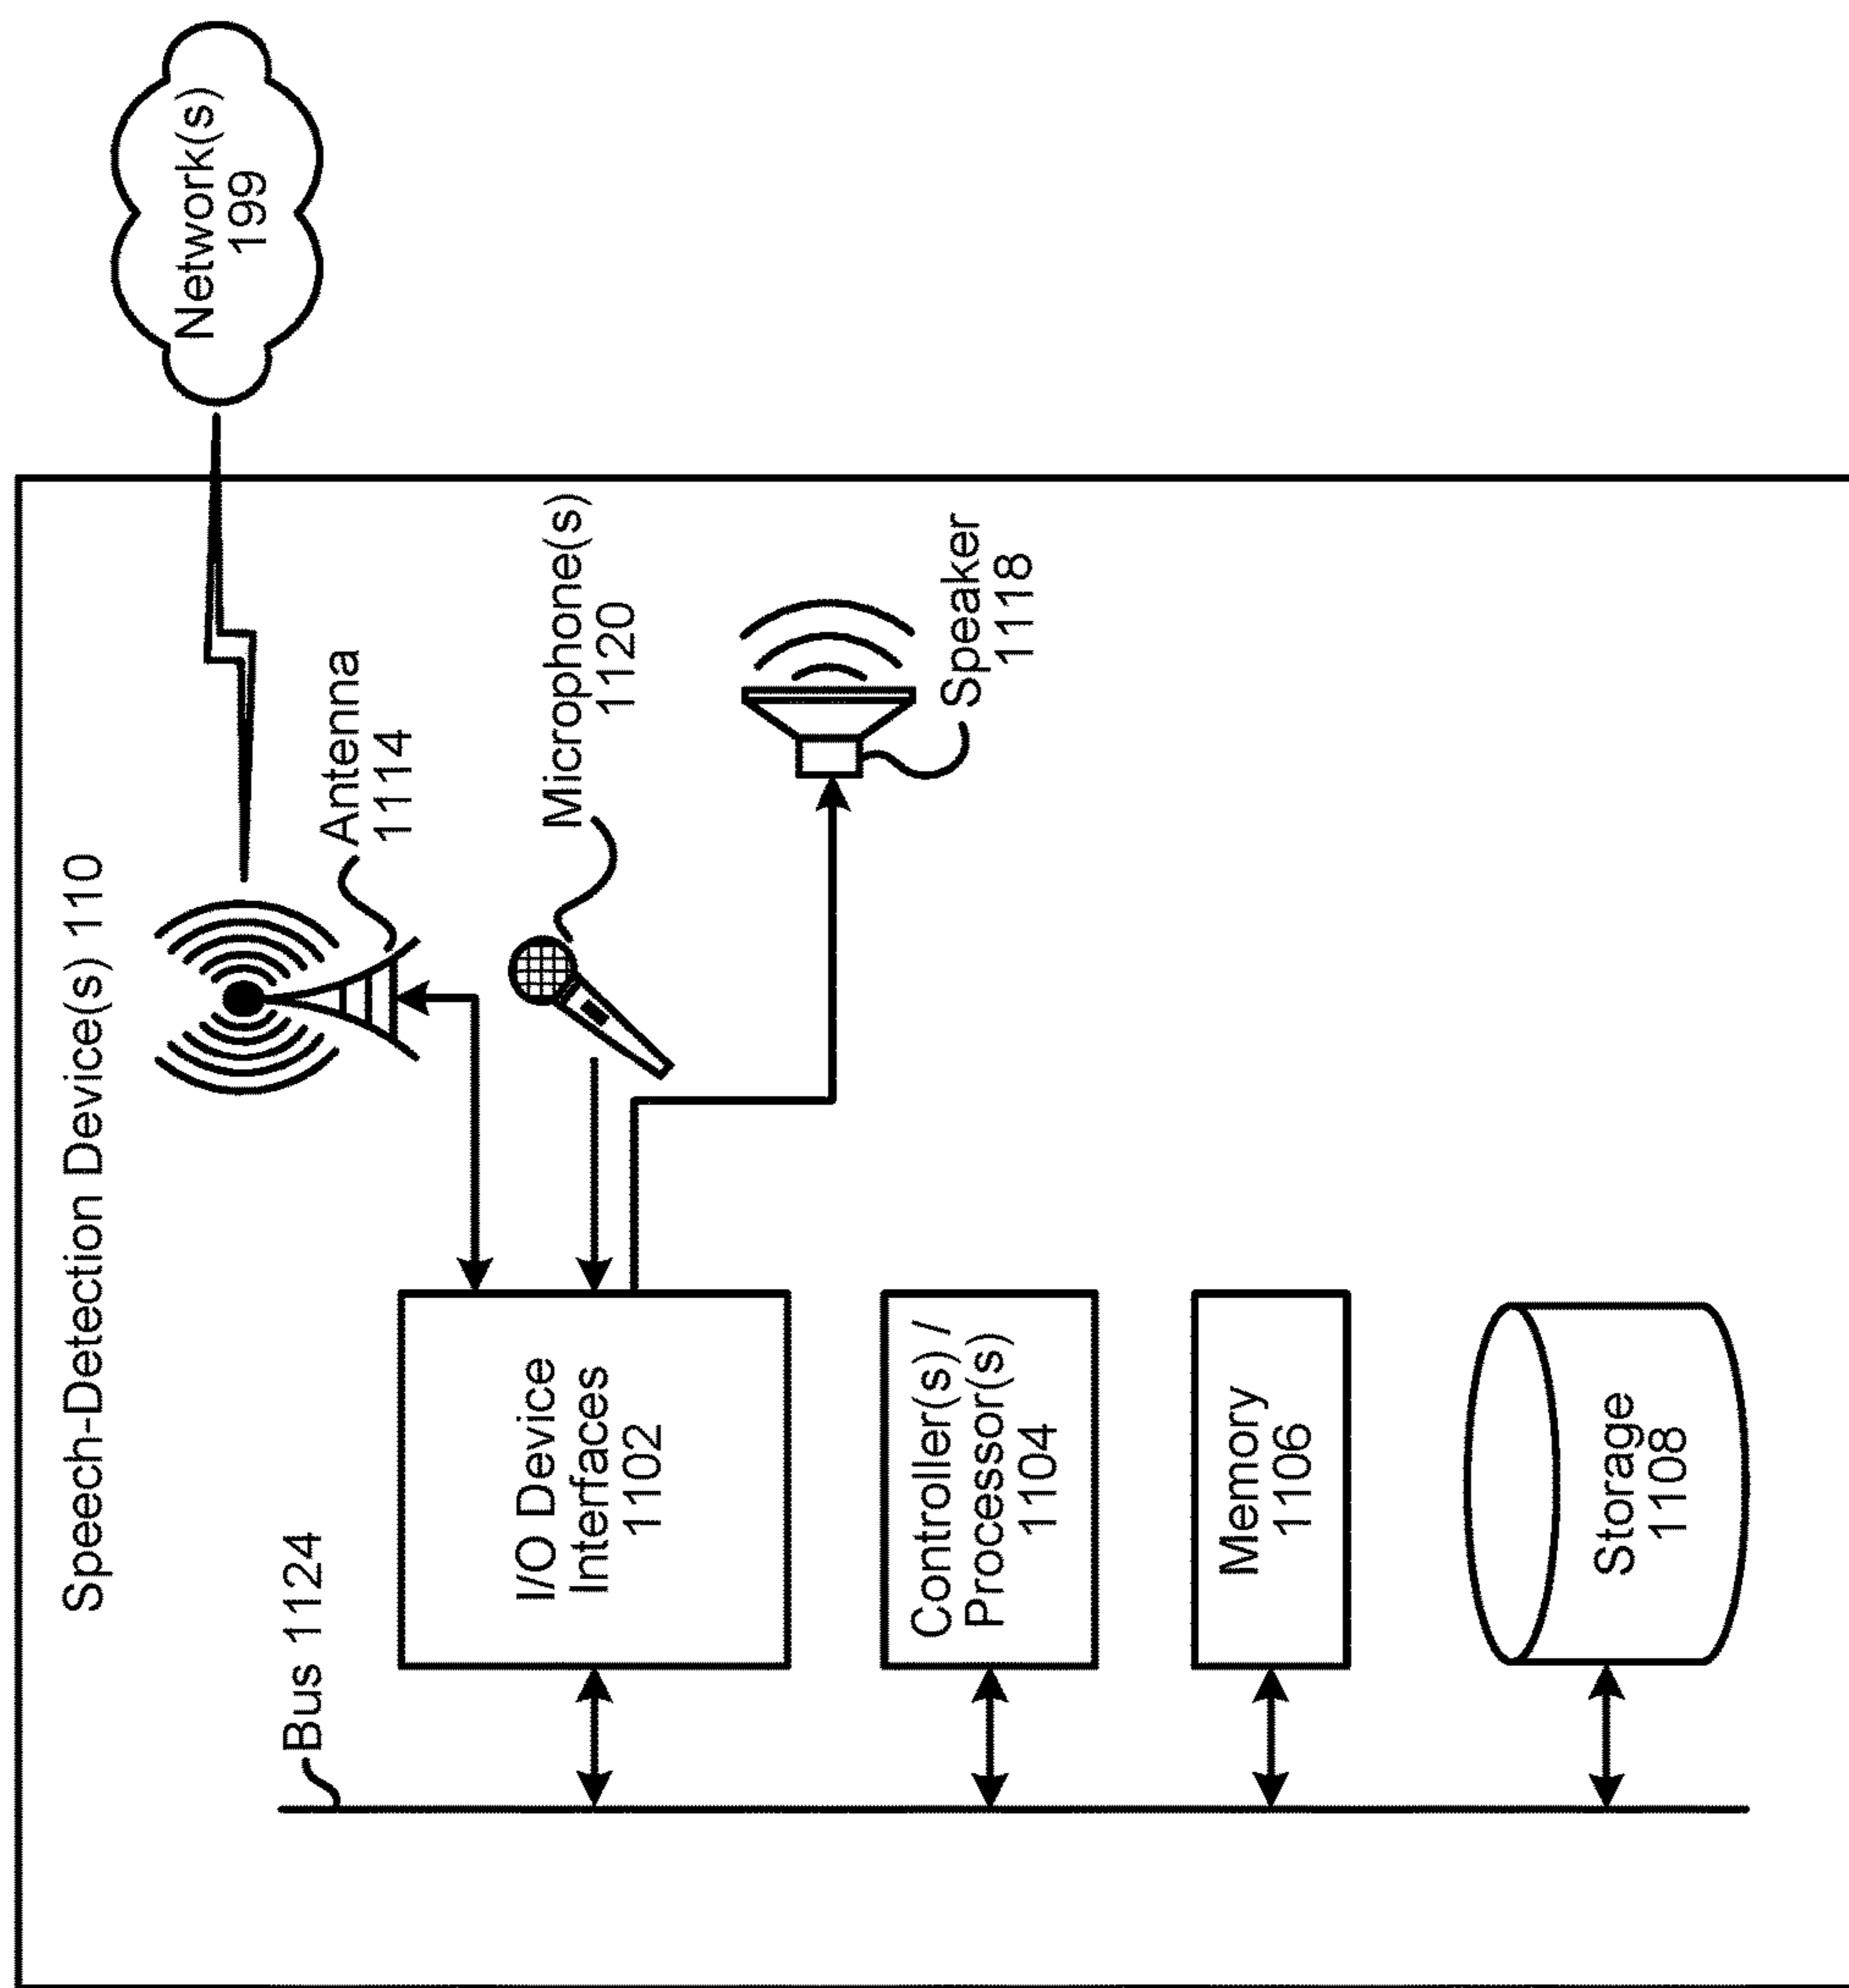 Speech-Detection Device(s) 110
Network(s)
199
Bus 1124
Antenna
1114
I/O Device
Interfaces
1102
Microphone(s)
1120
Speaker
1118
Controller(s) /
Processor(s)
1104
Memory
1106
Storage
1108